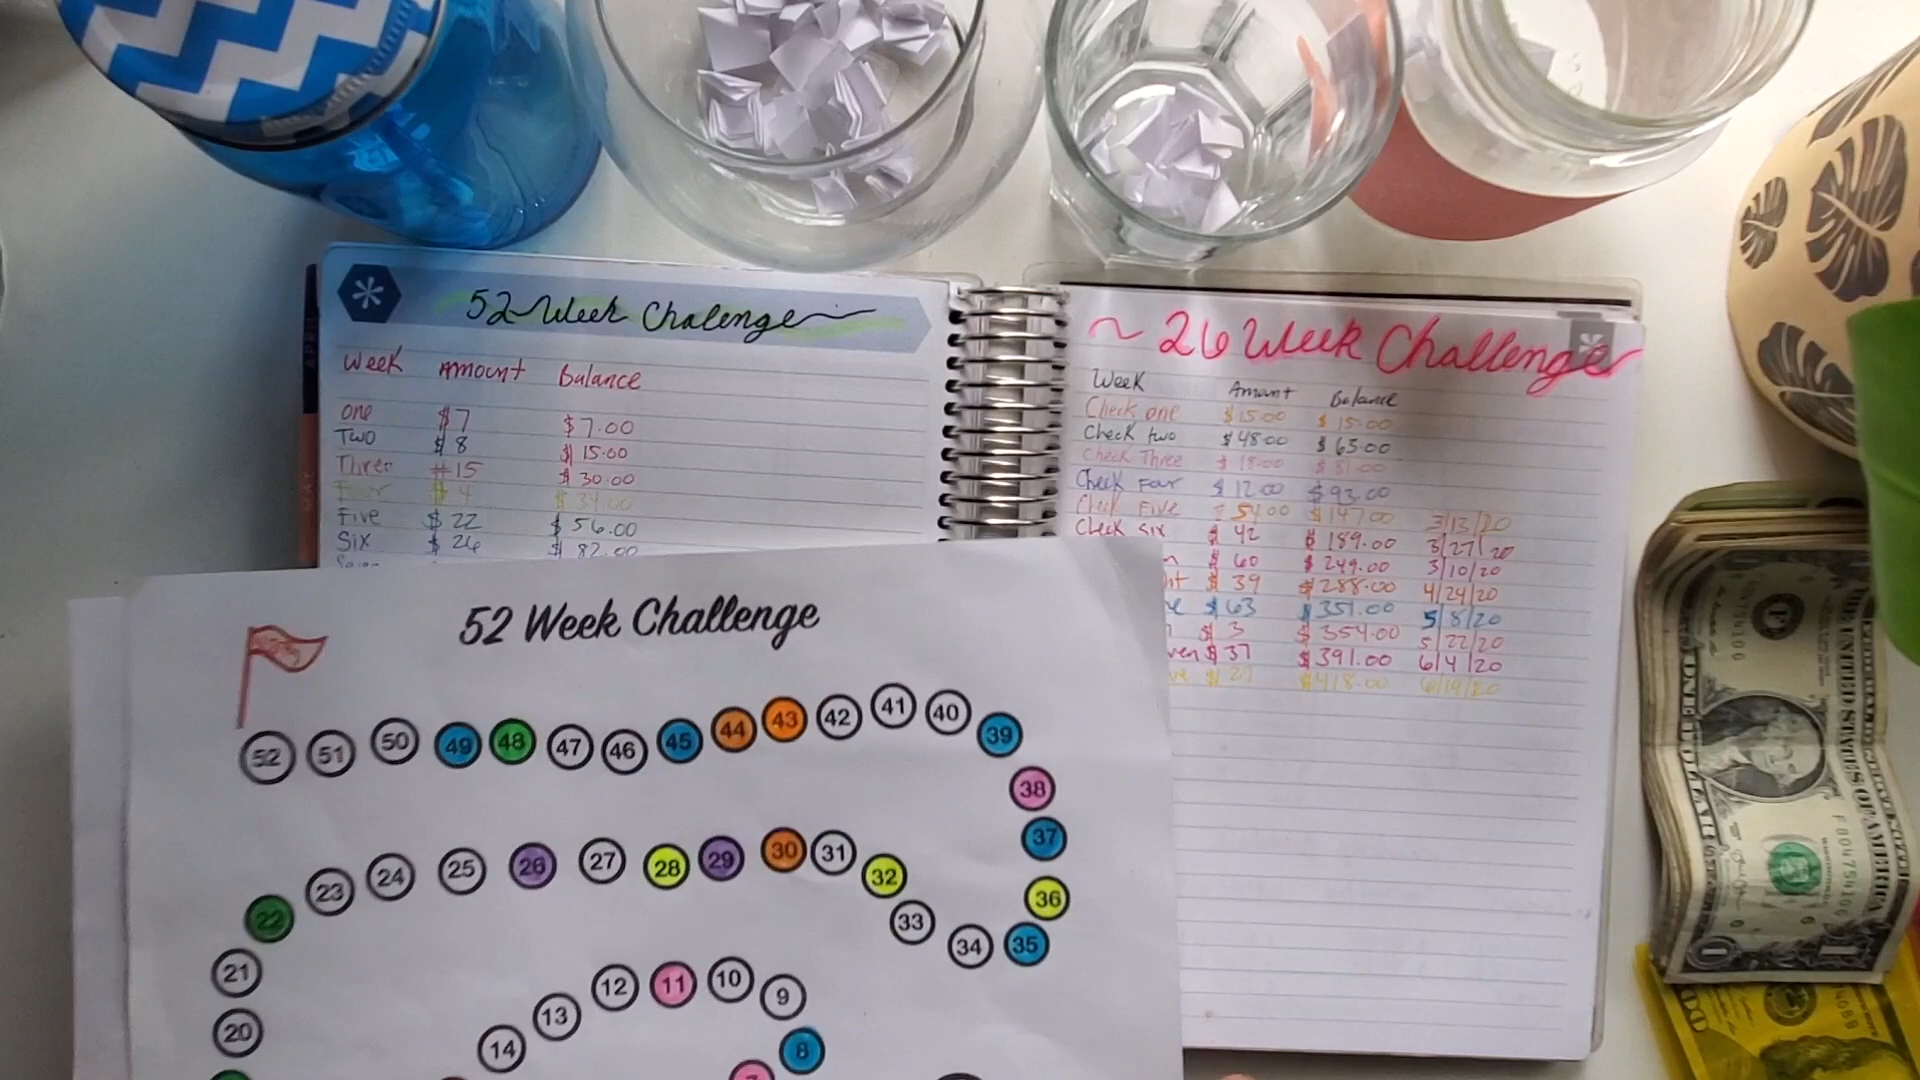 52 Week Chalenge
Week Amount Balance
One $7 $7.00
Two $8 $15.00
Three $15 $30.00
Four $4 $34.00
Five $22 $56.00
Six $26 $82.00
~ 26 Week Challenge
Week Amount Balance
Check one $15.00 $15.00
Check two $48.00 $63.00
Check Three $18.00 $81.00
Check Four $12.00 $93.00
Check Five $54.00 $147.00 3/13/20
Check Six $42 $189.00 3/27/20
$60 $249.00 3/10/20
$39 $288.00 4/24/20
$63 $351.00 5/8/20
$3 $354.00 5/22/20
$37 $391.00 6/4/20
$27 $418.00 6/19/20
52 Week Challenge
52 51 50 49 48 47 46 45 44 43 42 41 40 39
38
37
36
35 34 33 32 31 30 29 28 27 26 25 24 23 22
21
20
14 13 12 11 10 9
8
7
F
1